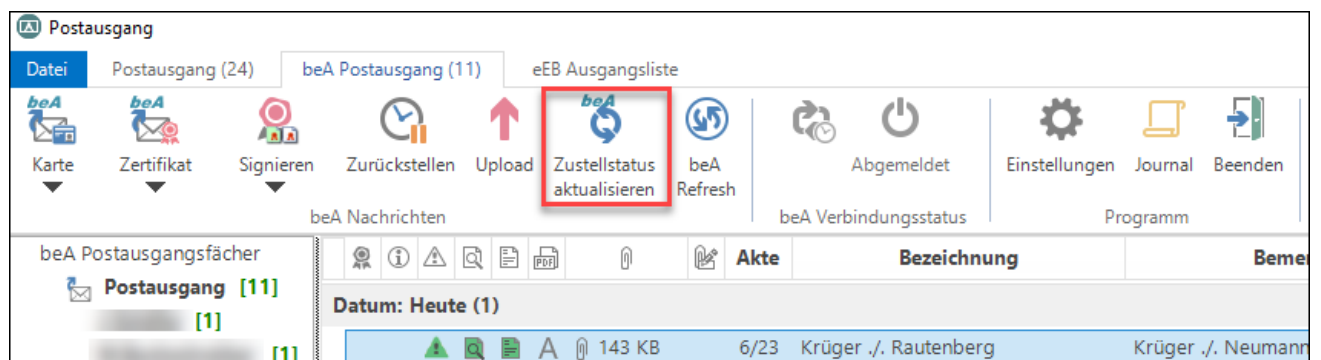 Postausgang
Datei Postausgang (24) beA Postausgang (11) eEB Ausgangsliste
beA beA beA
Karte Zertifikat Signieren Zurückstellen Upload Zustellstatus aktualisieren beA Refresh Abgemeldet Einstellungen Journal Beenden
beA Nachrichten beA Verbindungsstatus Programm
beA Postausgangsfächer PDF Akte Bezeichnung Bemer
Postausgang [11]
Datum: Heute (1)
[1]
A 143 KB 6/23 Krüger ./. Rautenberg Krüger ./. Neumann
[1]